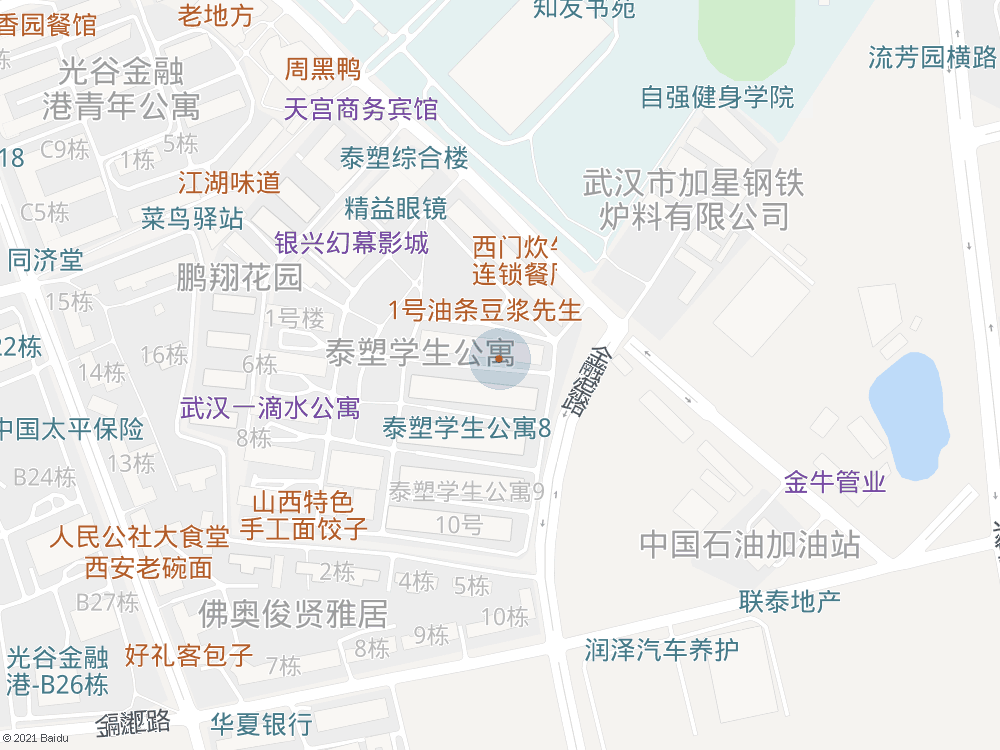 香园餐馆
老地方
知友书苑
流芳园横路
光谷金融
港青年公寓
周黑鸭
天宫商务宾馆
自强健身学院
5栋
C9栋
1栋
18
泰塑综合楼
江湖味道
武汉市加星钢铁
炉料有限公司
C5栋
菜鸟驿站
精益眼镜
银兴幻幕影城
西门炊牛
连锁餐厅
同济堂
鹏翔花园
15栋
1号楼
1号油条豆浆先生
22栋
16栋
6栋
泰塑学生公寓
14栋
金融港路
武汉一滴水公寓
中国太平保险
8栋
泰塑学生公寓8
13栋
B24栋
金牛管业
泰塑学生公寓9
山西特色
手工面饺子
10号
人民公社大食堂
西安老碗面
中国石油加油站
2栋
4栋
5栋
B27栋
联泰地产
佛奥俊贤雅居
10栋
9栋
8栋
润泽汽车养护
光谷金融
港-B26栋
好礼客包子
7栋
华夏银行
© 2021 Baidu